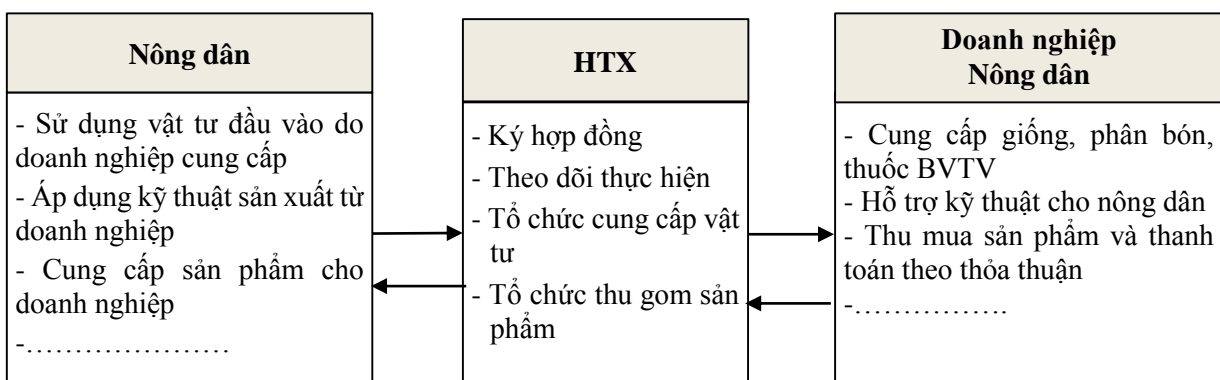 Nông dân
- Sử dụng vật tư đầu vào do
doanh nghiệp cung cấp
- Áp dụng kỹ thuật sản xuất từ
doanh nghiệp
- Cung cấp sản phẩm cho
doanh nghiệp
-.....................
HTX
- Ký hợp đồng
- Theo dõi thực hiện
- Tổ chức cung cấp vật
tư
- Tổ chức thu gom sản
phẩm
Doanh nghiệp
Nông dân
- Cung cấp giống, phân bón,
thuốc BVTV
- Hỗ trợ kỹ thuật cho nông dân
- Thu mua sản phẩm và thanh
toán theo thỏa thuận
-................